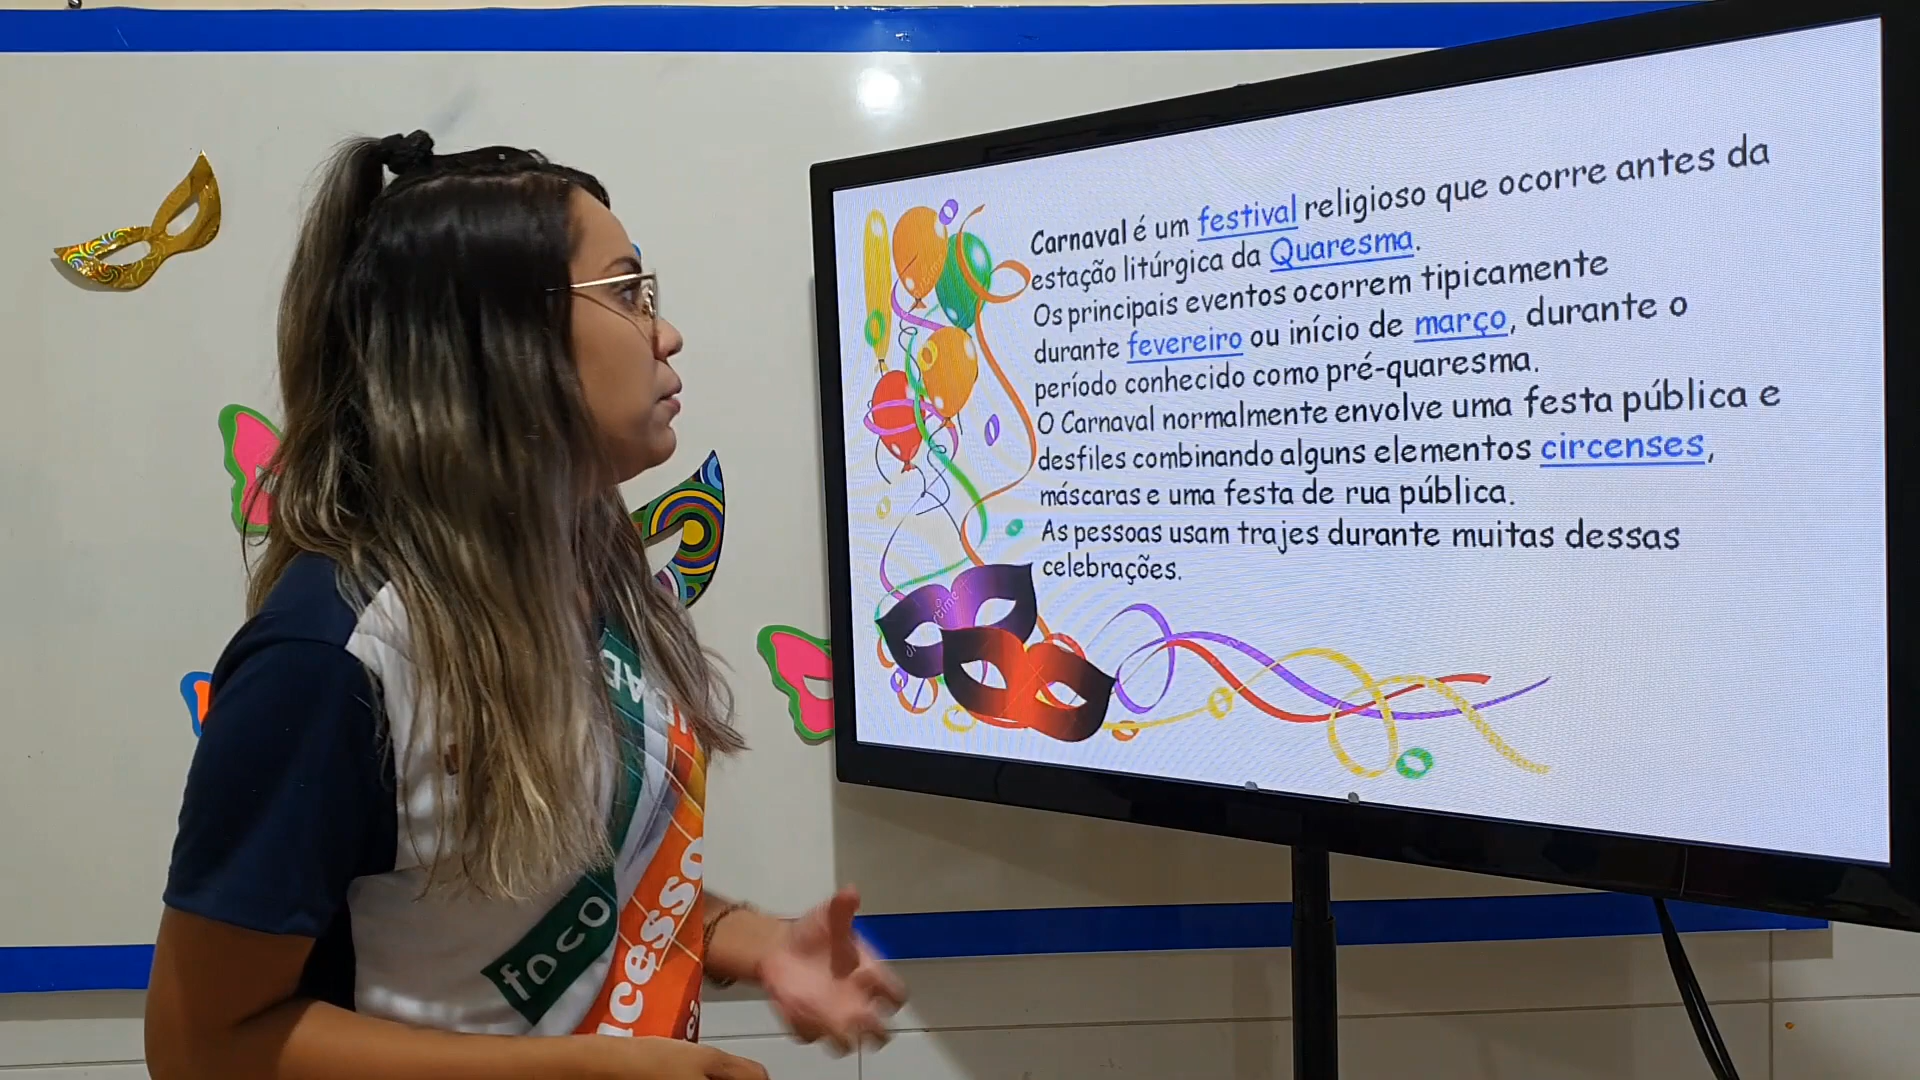 Carnaval é um festival religioso que ocorre antes da
estação litúrgica da Quaresma.
Os principais eventos ocorrem tipicamente
durante fevereiro ou início de março, durante o
período conhecido como pré-quaresma.
O Carnaval normalmente envolve uma festa pública e
desfiles combinando alguns elementos circenses,
máscaras e uma festa de rua pública.
As pessoas usam trajes durante muitas dessas
celebrações.
foco